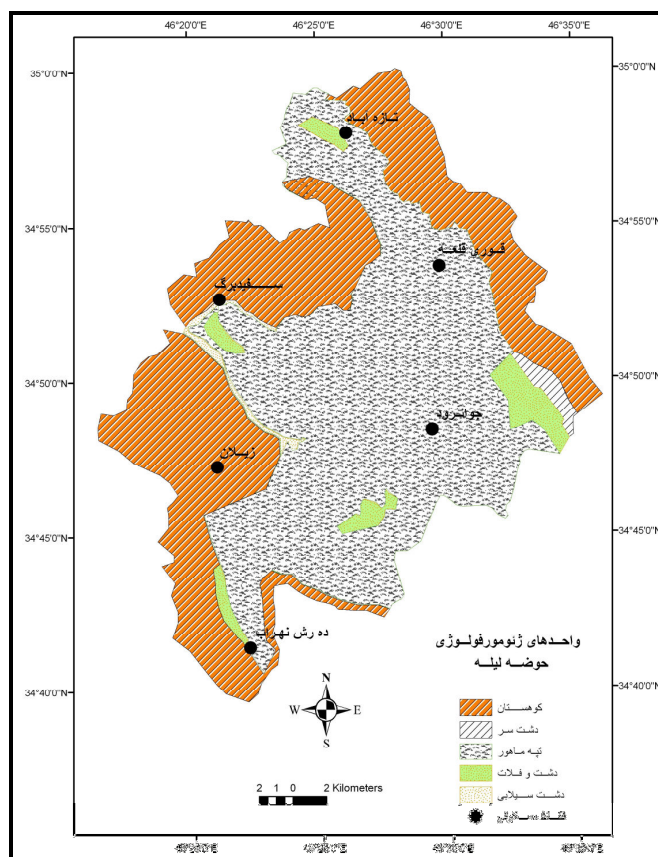 46°20'0"E 46°25'0"E 46°30'0"E 46°35'0"E
35°0'0"N 35°0'0"N
تازه اباد
34°55'0"N 34°55'0"N
قوری قلعه
سفیدبرگ
34°50'0"N 34°50'0"N
جوانرود
زیلان
34°45'0"N 34°45'0"N
ده رش نهراب
34°40'0"N 34°40'0"N
واحدهای ژئومورفولوژی
حوضه لیله
N
W E
S
کوهستان
دشت سر
تپه ماهور
دشت و فلات
دشت سیلابی
2 1 0 2 Kilometers